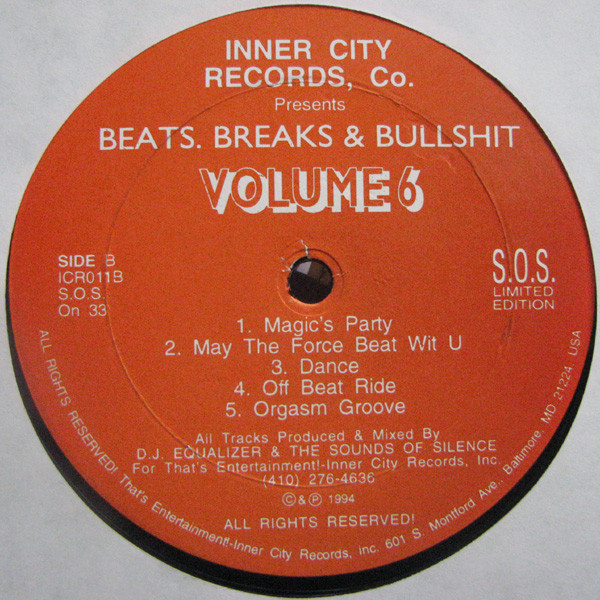 INNER CITY
RECORDS, Co.
Presents
BEATS. BREAKS & BULLSHIT
VOLUME 6
SIDE B
ICR011B
S.O.S.
On 33
S.O.S.
LIMITED
EDITION
1. Magic's Party
2. May The Force Beat Wit U
3. Dance
4. Off Beat Ride
5. Orgasm Groove
All Tracks Produced & Mixed By
D.J. EQUALIZER & THE SOUNDS OF SILENCE
For That's Entertainment!-Inner City Records, Inc.
(410) 276-4636
©&℗ 1994
ALL RIGHTS RESERVED!
ALL RIGHTS RESERVED! That's Entertainment!-Inner City Records, Inc. 601 S. Montford Ave., Baltimore, MD 21224, USA